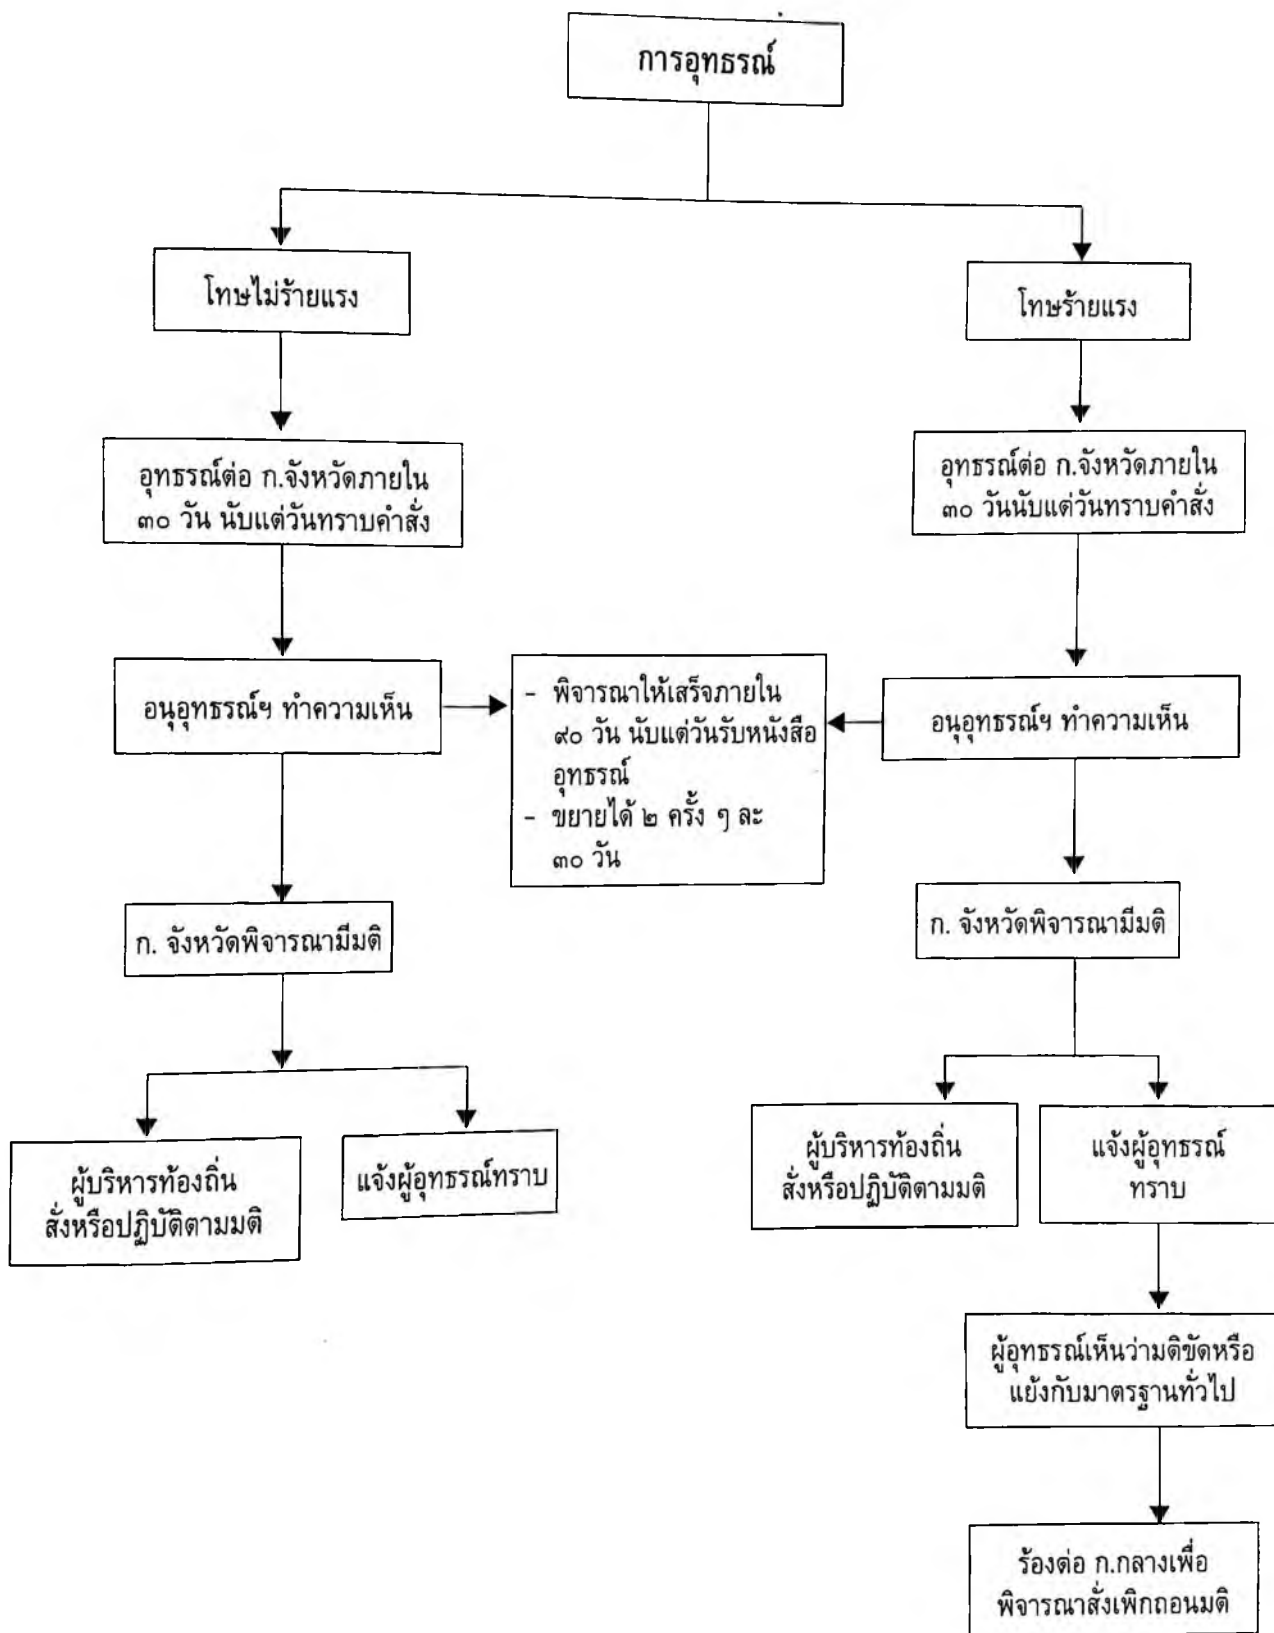 การอุทธรณ์
โทษไม่ร้ายแรง
โทษร้ายแรง
อุทธรณ์ต่อ ก.จังหวัดภายใน
๓๐ วัน นับแต่วันทราบคำสั่ง
อุทธรณ์ต่อ ก.จังหวัดภายใน
๓๐ วันนับแต่วันทราบคำสั่ง
อนุอุทธรณ์ฯ ทำความเห็น
- พิจารณาให้เสร็จภายใน
๙๐ วัน นับแต่วันรับหนังสือ
อุทธรณ์
- ขยายได้ ๒ ครั้ง ๆ ละ
๓๐ วัน
อนุอุทธรณ์ฯ ทำความเห็น
ก. จังหวัดพิจารณามีมติ
ก. จังหวัดพิจารณามีมติ
ผู้บริหารท้องถิ่น
สั่งหรือปฏิบัติตามมติ
แจ้งผู้อุทธรณ์ทราบ
ผู้บริหารท้องถิ่น
สั่งหรือปฏิบัติตามมติ
แจ้งผู้อุทธรณ์
ทราบ
ผู้อุทธรณ์เห็นว่ามติขัดหรือ
แย้งกับมาตรฐานทั่วไป
ร้องต่อ ก.กลางเพื่อ
พิจารณาสั่งเพิกถอนมติ